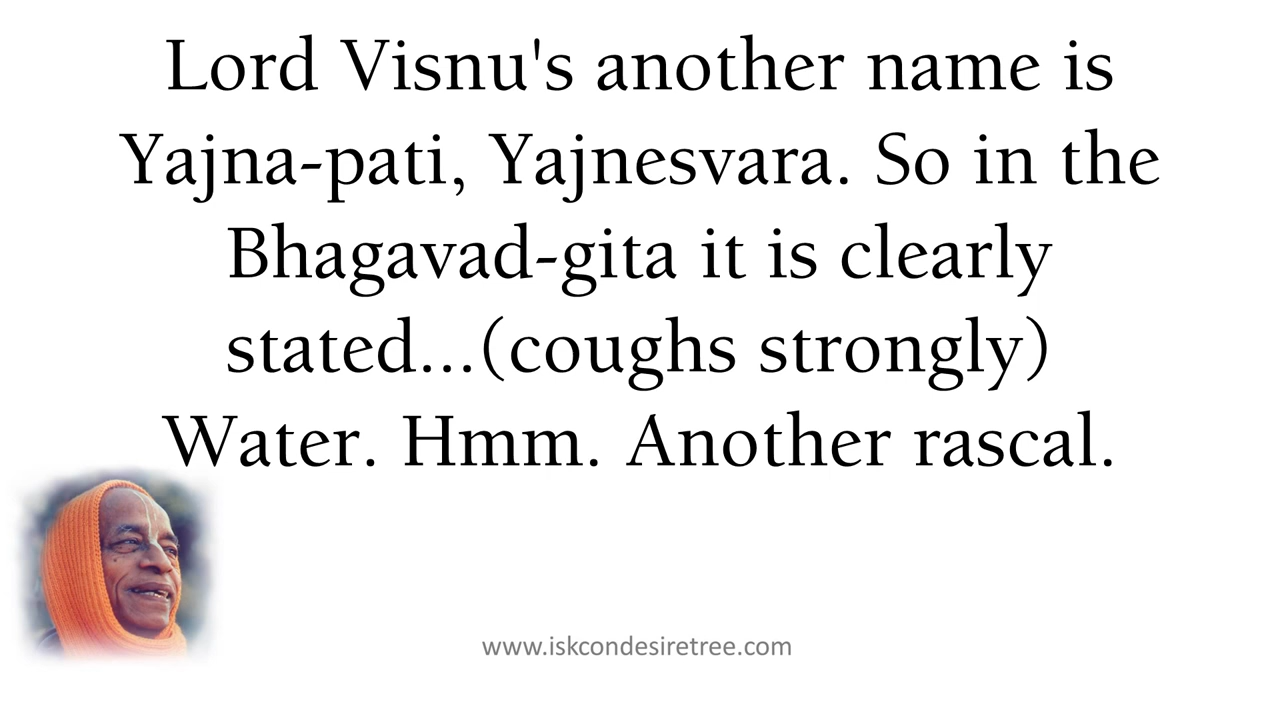 Lord Visnu's another name is
Yajna-pati, Yajnesvara. So in the
Bhagavad-gita it is clearly
stated...(coughs strongly)
Water. Hmm. Another rascal.
www.iskcondesiretree.com